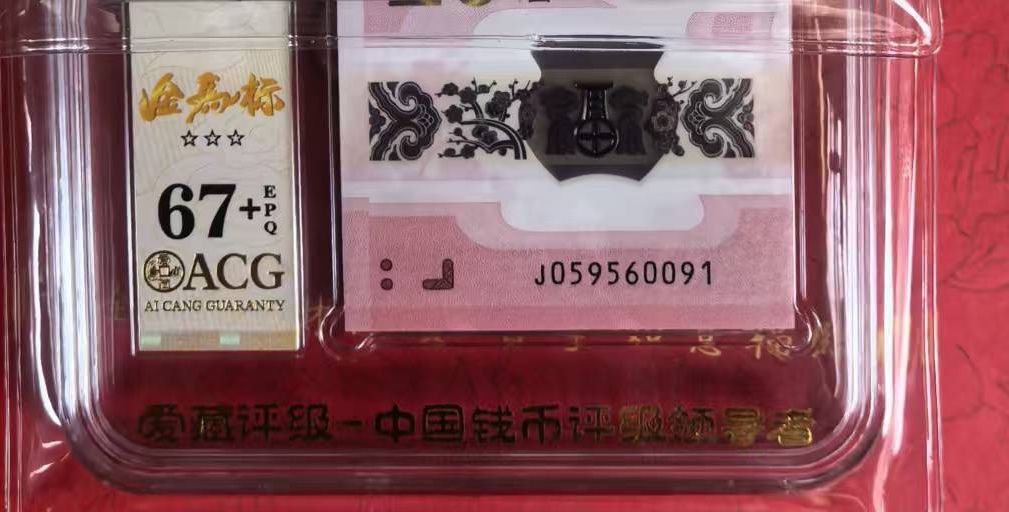 金爲标
☆☆☆
67+EPQ
ACG
AI CANG GUARANTY
J059560091
爱藏评级-中国钱币评级领导者